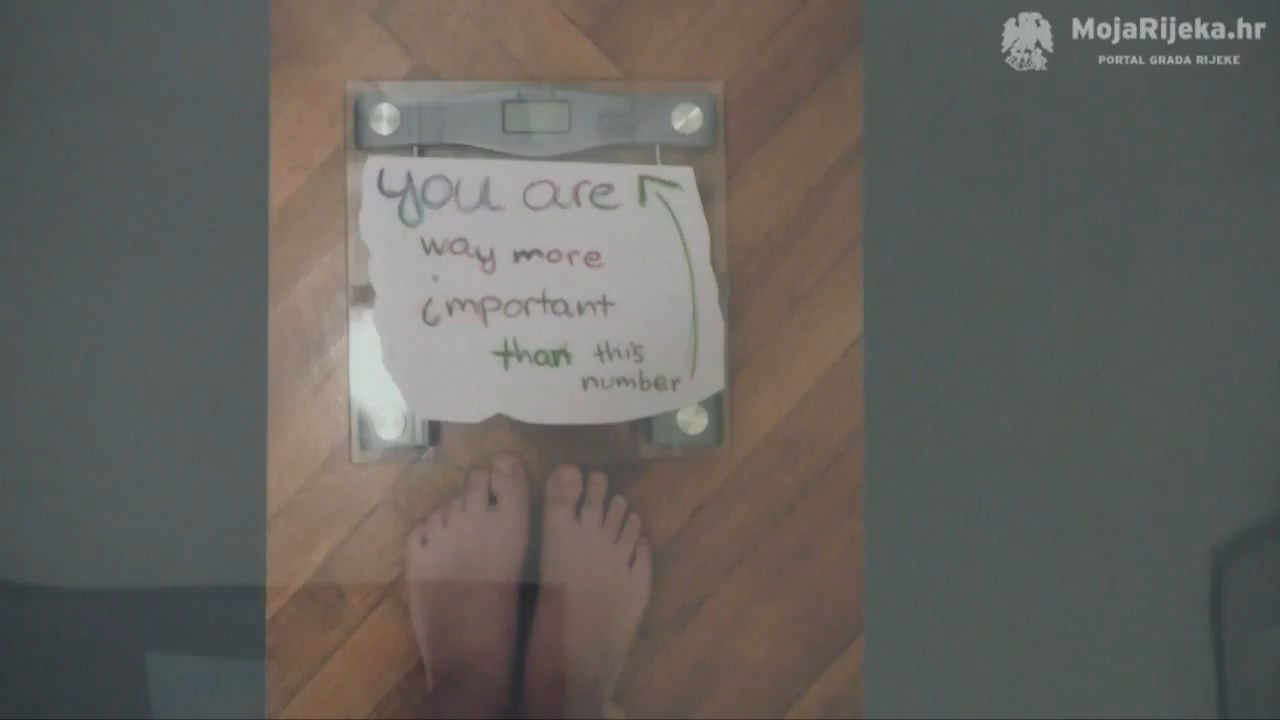 MojaRijeka.hr
PORTAL GRADA RIJEKE
you are
way more
important
than this
number